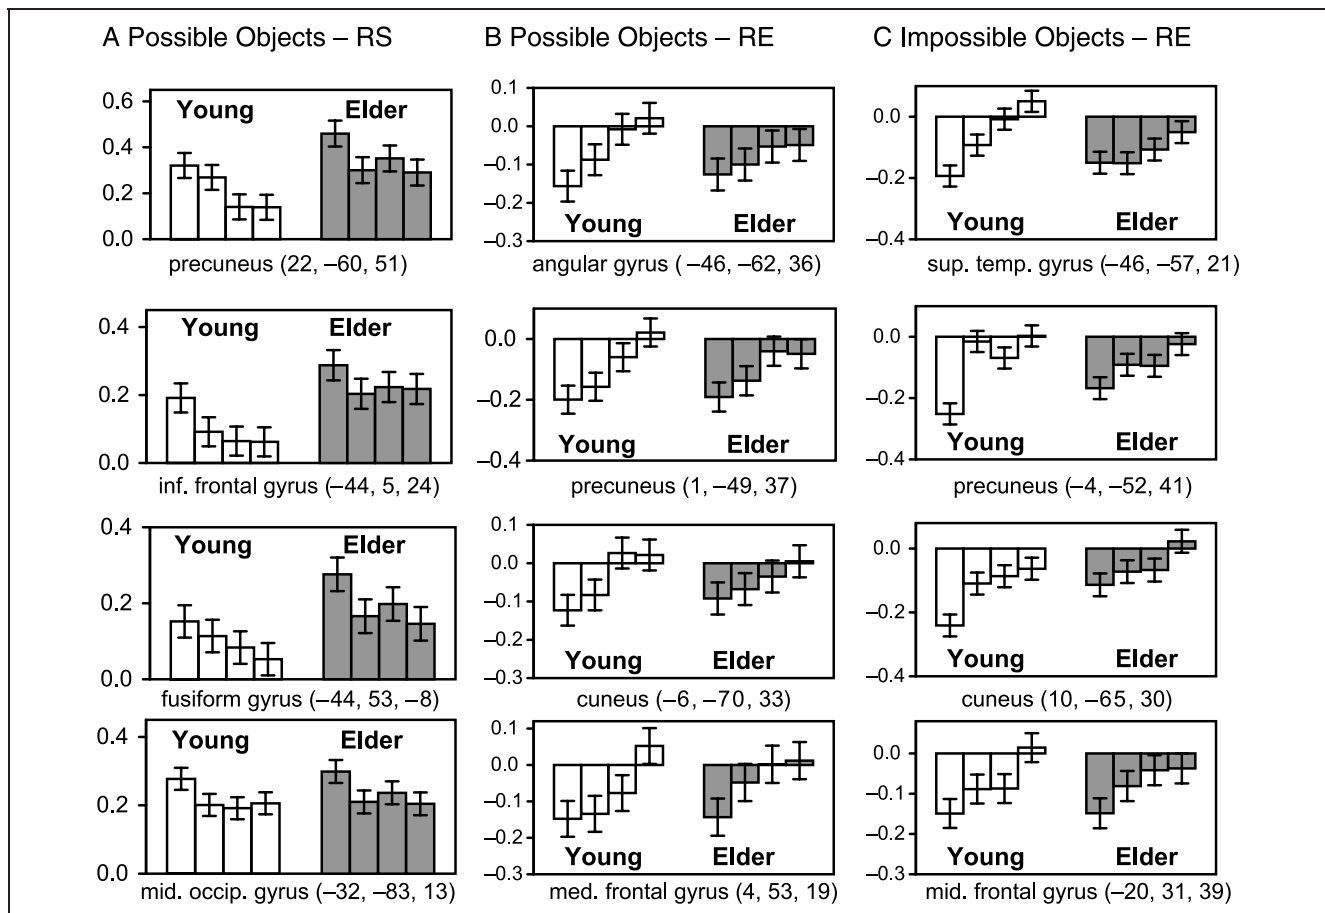 A Possible Objects – RS
0.6
0.4
0.2
0.0
Young
Elder
precuneus (22, –60, 51)
0.4
0.2
0.0
Young
Elder
inf. frontal gyrus (–44, 5, 24)
0.4
0.2
0.0
Young
Elder
fusiform gyrus (–44, 53, –8)
0.4
0.2
0.0
Young
Elder
mid. occip. gyrus (–32, –83, 13)
B Possible Objects – RE
0.1
0.0
–0.1
–0.2
–0.3
Young
Elder
angular gyrus (–46, –62, 36)
0.0
–0.2
–0.4
Young
Elder
precuneus (1, –49, 37)
0.1
0.0
–0.1
–0.2
–0.3
Young
Elder
cuneus (–6, –70, 33)
0.1
0.0
–0.1
–0.2
–0.3
Young
Elder
med. frontal gyrus (4, 53, 19)
C Impossible Objects – RE
0.0
–0.2
–0.4
Young
Elder
sup. temp. gyrus (–46, –57, 21)
0.0
–0.2
–0.4
Young
Elder
precuneus (–4, –52, 41)
0.0
–0.2
–0.4
Young
Elder
cuneus (10, –65, 30)
0.0
–0.1
–0.2
–0.3
Young
Elder
mid. frontal gyrus (–20, 31, 39)